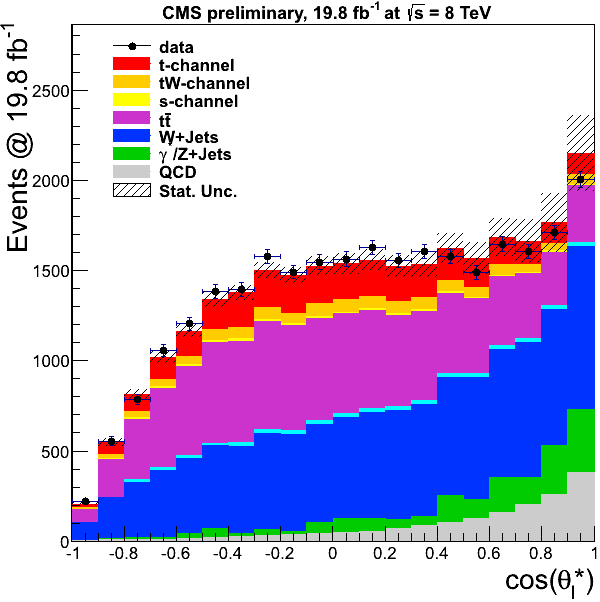 CMS preliminary, 19.8 fb⁻¹ at √s = 8 TeV
Events @ 19.8 fb⁻¹
data
t-channel
tW-channel
s-channel
tt̄
W+Jets
γ*/Z+Jets
QCD
Stat. Unc.
2500
2000
1500
1000
500
0
-1 -0.8 -0.6 -0.4 -0.2 0 0.2 0.4 0.6 0.8 1
cos(θₗ*)